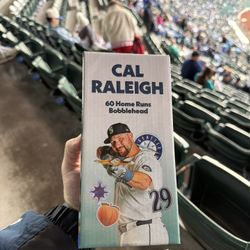 CAL
RALEIGH
60 Home Runs
Bobblehead
29